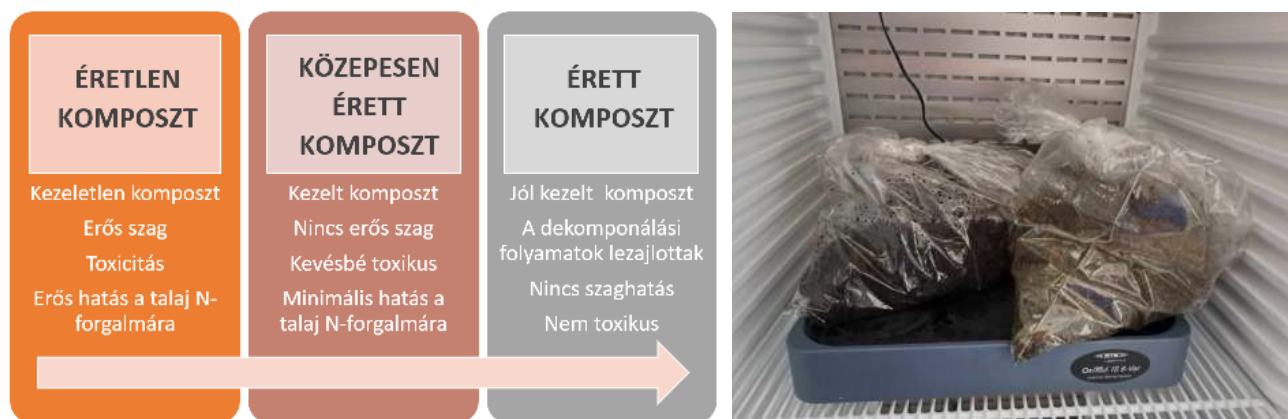 ÉRETLEN
KOMPOSZT
Kezeletlen komposzt
Erős szag
Toxicitás
Erős hatás a talaj N-
forgalmára
KÖZEPESEN
ÉRETT
KOMPOSZT
Kezelt komposzt
Nincs erős szag
Kevésbé toxikus
Minimális hatás a
talaj N-forgalmára
ÉRETT
KOMPOSZT
Jól kezelt komposzt
A dekomponálási
folyamatok lezajlottak
Nincs szaghatás
Nem toxikus